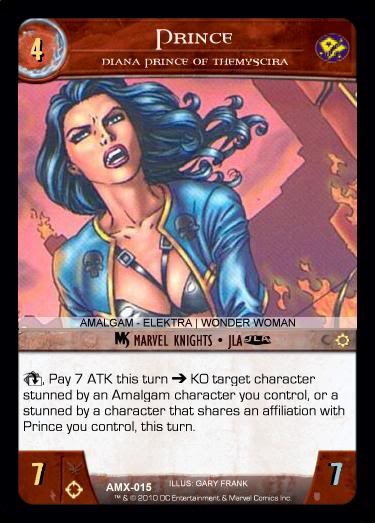 4
PRINCE
DIANA PRINCE OF THEMYSCIRA
AMALGAM - ELEKTRA | WONDER WOMAN
MK MARVEL KNIGHTS • JLA JLA
, Pay 7 ATK this turn ➔ KO target character
stunned by an Amalgam character you control, or a
stunned by a character that shares an affiliation with
Prince you control, this turn.
7
AMX-015
ILLUS: GARY FRANK
™ & © 2010 DC Entertainment & Marvel Comics Inc.
7